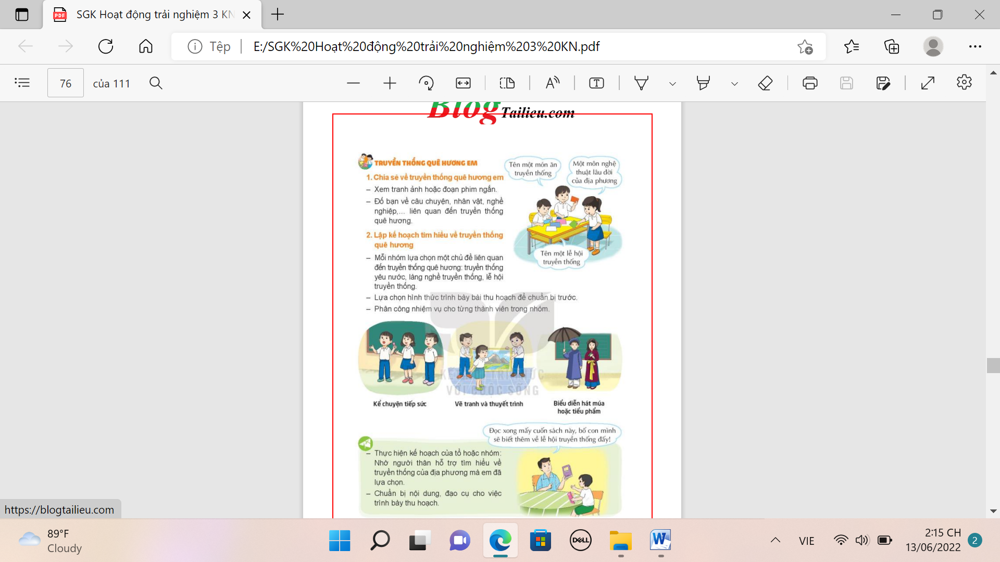 SGK Hoạt động trải nghiệm 3 KN
Tệp
E:/SGK%20Hoạt%20động%20trải%20nghiệm%203%20KN.pdf
76
của 111
Blog Tailieu.com
TRUYỀN THỐNG QUÊ HƯƠNG EM
1. Chia sẻ về truyền thống quê hương em
– Xem tranh ảnh hoặc đoạn phim ngắn.
– Đố bạn về câu chuyện, nhân vật, nghề
nghiệp,... liên quan đến truyền thống
quê hương.
Tên một món ăn
truyền thống
Một môn nghệ
thuật lâu đời
của địa phương
Tên một lễ hội
truyền thống
2. Lập kế hoạch tìm hiểu về truyền thống
quê hương
– Mỗi nhóm lựa chọn một chủ đề liên quan
đến truyền thống quê hương: truyền thống
yêu nước, làng nghề truyền thống, lễ hội
truyền thống.
– Lựa chọn hình thức trình bày bài thu hoạch để chuẩn bị trước.
– Phân công nhiệm vụ cho từng thành viên trong nhóm.
KẾT NỐI TRI THỨC
VỚI CUỘC SỐNG
Kể chuyện tiếp sức
Vẽ tranh và thuyết trình
Biểu diễn hát múa
hoặc tiểu phẩm
Đọc xong mấy cuốn sách này, bố con mình
sẽ biết thêm về lễ hội truyền thống đấy!
– Thực hiện kế hoạch của tổ hoặc nhóm:
Nhờ người thân hỗ trợ tìm hiểu về
truyền thống của địa phương mà em đã
lựa chọn.
– Chuẩn bị nội dung, đạo cụ cho việc
trình bày thu hoạch.
https://blogtailieu.com
89°F
Cloudy
DELL
VIE
2:15 CH
13/06/2022
2